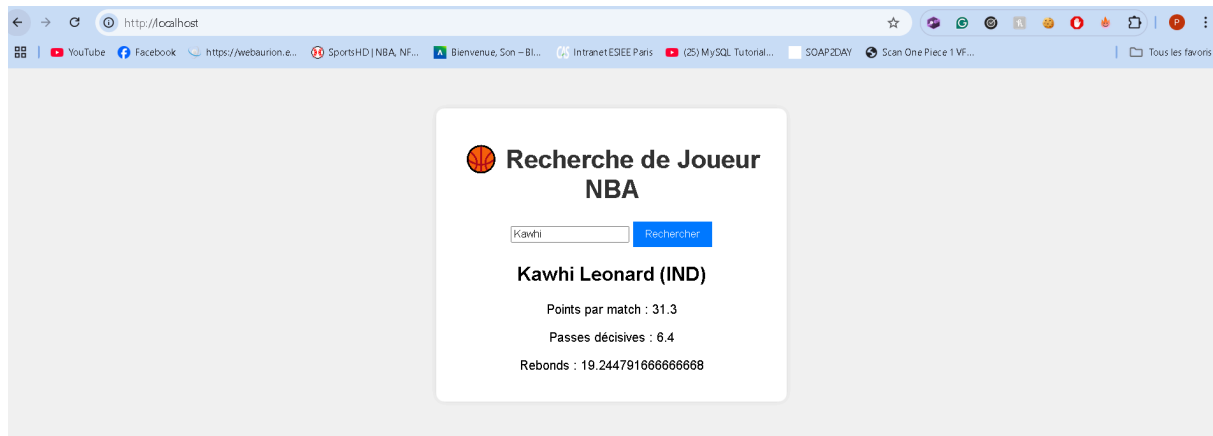 http://localhost
YouTube Facebook https://webaurion.e... SportsHD | NBA, NF... Bienvenue, Son – BI... Intranet ESIEE Paris (25) MySQL Tutorial... SOAP2DAY Scan One Piece 1 VF... Tous les favoris
Recherche de Joueur
NBA
Kawhi Rechercher
Kawhi Leonard (IND)
Points par match : 31.3
Passes décisives : 6.4
Rebonds : 19.244791666666668